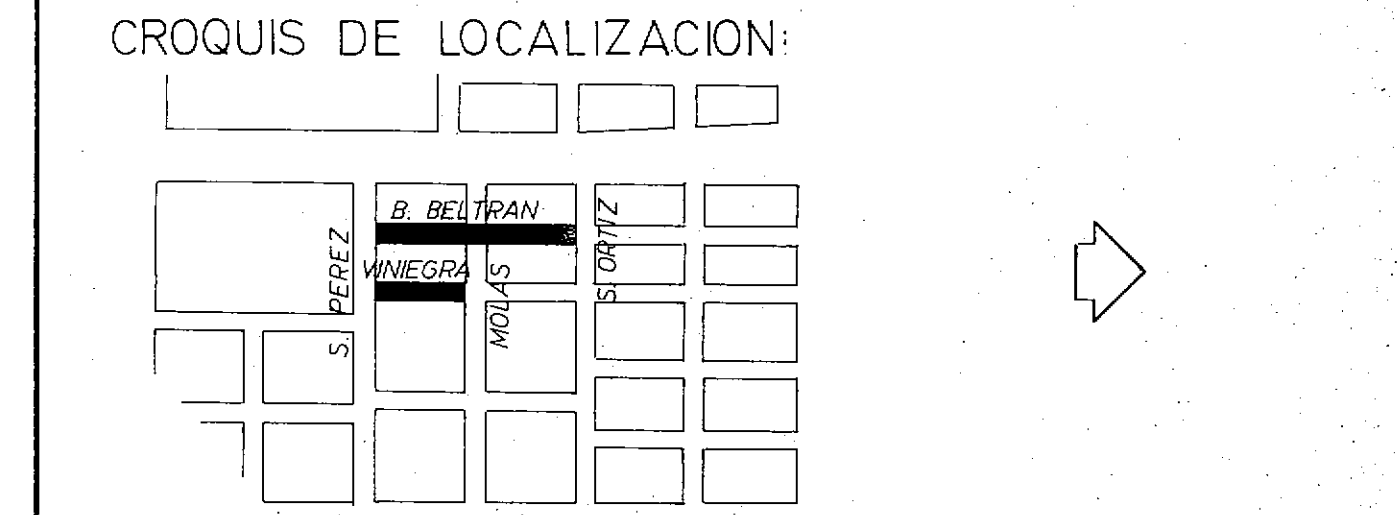 CROQUIS DE LOCALIZACION:
B. BELTRAN
VINIEGRA
S. PEREZ
MOLAS
S. ORTIZ